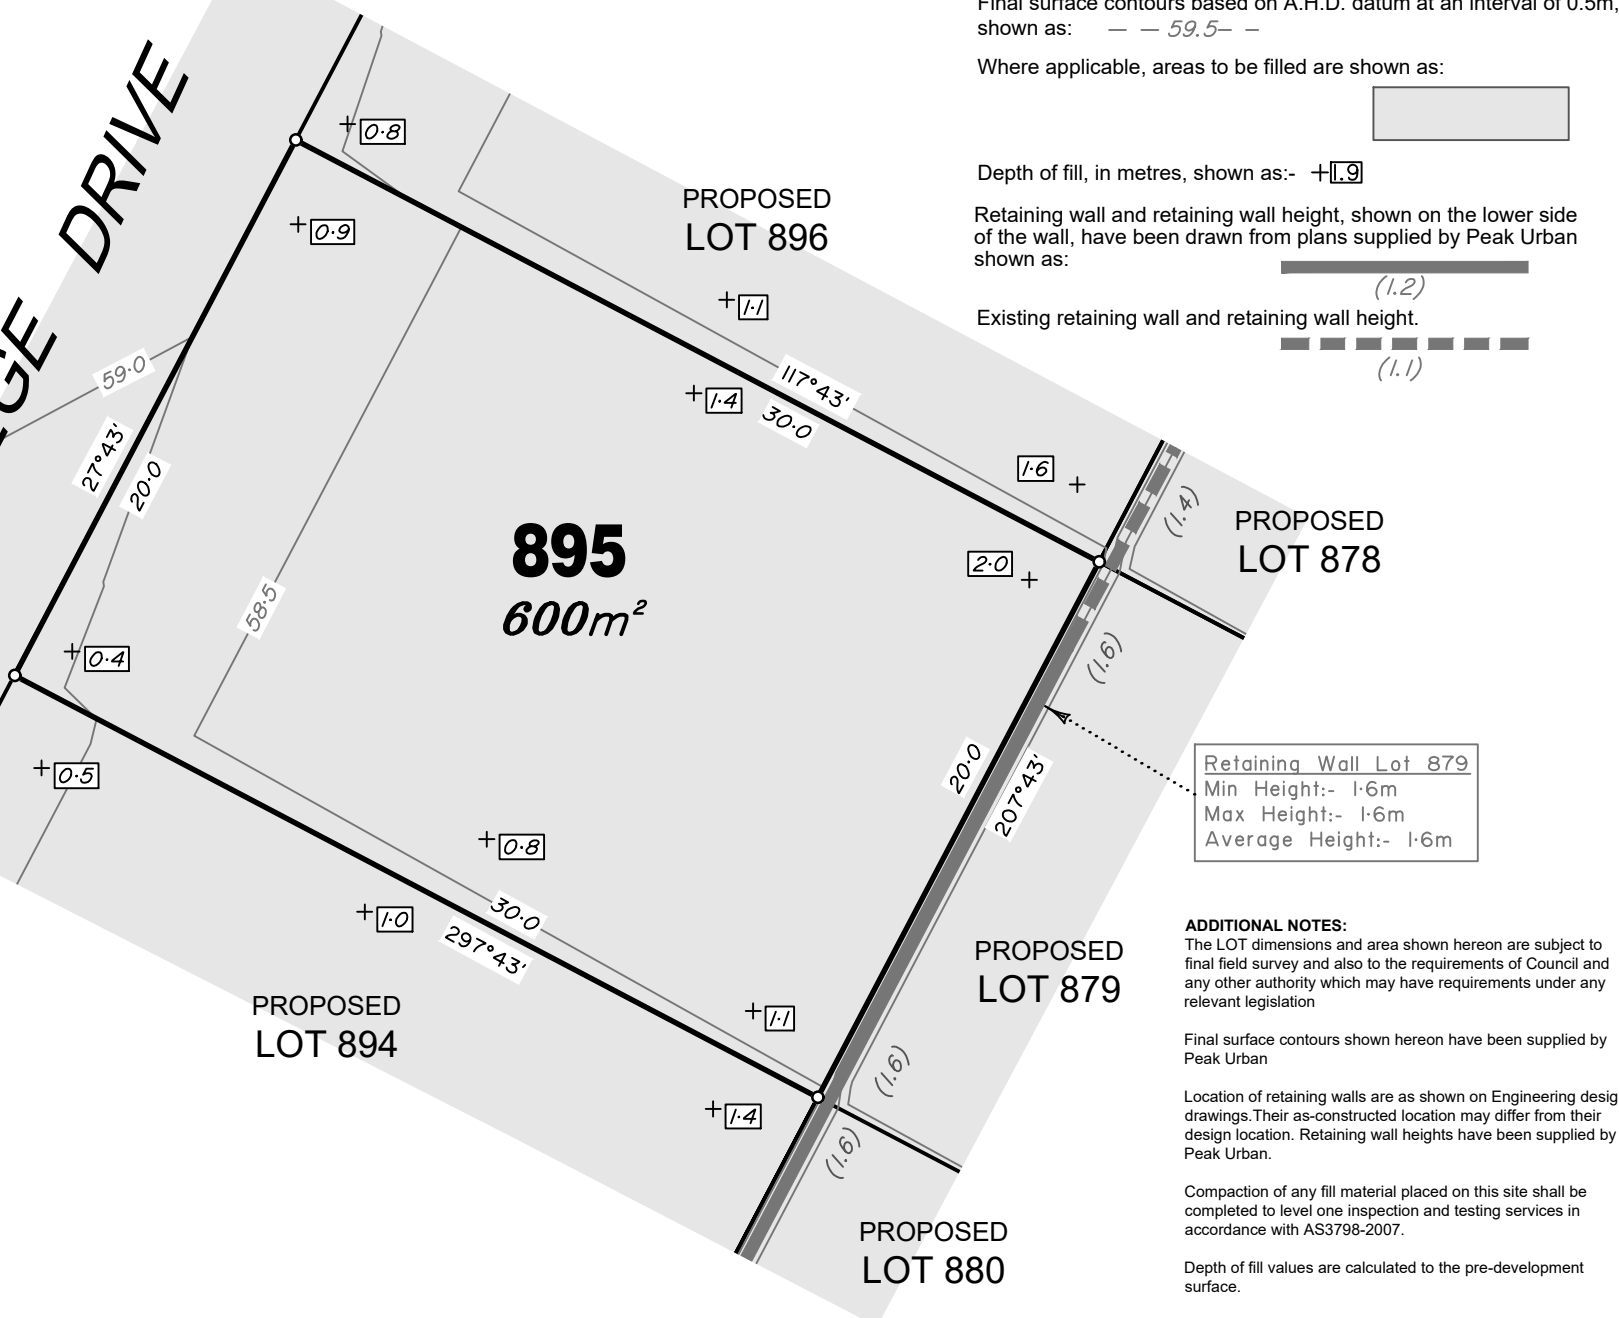 Final surface contours based on A.H.D. datum at an interval of 0.5m,
shown as: — — 59.5— —
Where applicable, areas to be filled are shown as:
Depth of fill, in metres, shown as:- +1.9
Retaining wall and retaining wall height, shown on the lower side
of the wall, have been drawn from plans supplied by Peak Urban
shown as:
(1.2)
Existing retaining wall and retaining wall height.
(1.1)
DRIVE
+0·8
+0·9
PROPOSED
LOT 896
+1·1
59·0
117°43'
+1·4
30·0
27°43'
20·0
1·6+
(1.4)
PROPOSED
LOT 878
895
600m²
2·0+
58·5
+0·4
(1.6)
+0·5
20·0
207°43'
Retaining Wall Lot 879
Min Height:- 1·6m
Max Height:- 1·6m
Average Height:- 1·6m
+0·8
+1·0
30·0
297°43'
PROPOSED
LOT 879
PROPOSED
LOT 894
+1·1
(1.6)
+1·4
(1.6)
PROPOSED
LOT 880
ADDITIONAL NOTES:
The LOT dimensions and area shown hereon are subject to
final field survey and also to the requirements of Council and
any other authority which may have requirements under any
relevant legislation
Final surface contours shown hereon have been supplied by
Peak Urban
Location of retaining walls are as shown on Engineering desig
drawings.Their as-constructed location may differ from their
design location. Retaining wall heights have been supplied by
Peak Urban.
Compaction of any fill material placed on this site shall be
completed to level one inspection and testing services in
accordance with AS3798-2007.
Depth of fill values are calculated to the pre-development
surface.